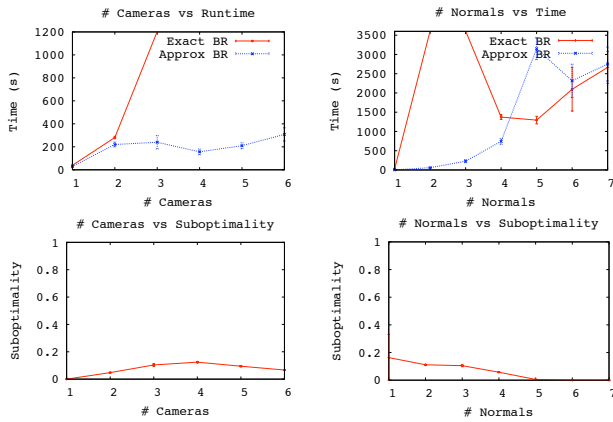 # Cameras vs Runtime
1200
1000
800
600
400
200
0
Time (s)
Exact BR
Approx BR
1 2 3 4 5 6
# Cameras
# Normals vs Time
3500
3000
2500
2000
1500
1000
500
0
Time (s)
Exact BR
Approx BR
1 2 3 4 5 6 7
# Normals
# Cameras vs Suboptimality
1
0.8
0.6
0.4
0.2
0
Suboptimality
1 2 3 4 5 6
# Cameras
# Normals vs Suboptimality
1
0.8
0.6
0.4
0.2
0
Suboptimality
1 2 3 4 5 6 7
# Normals